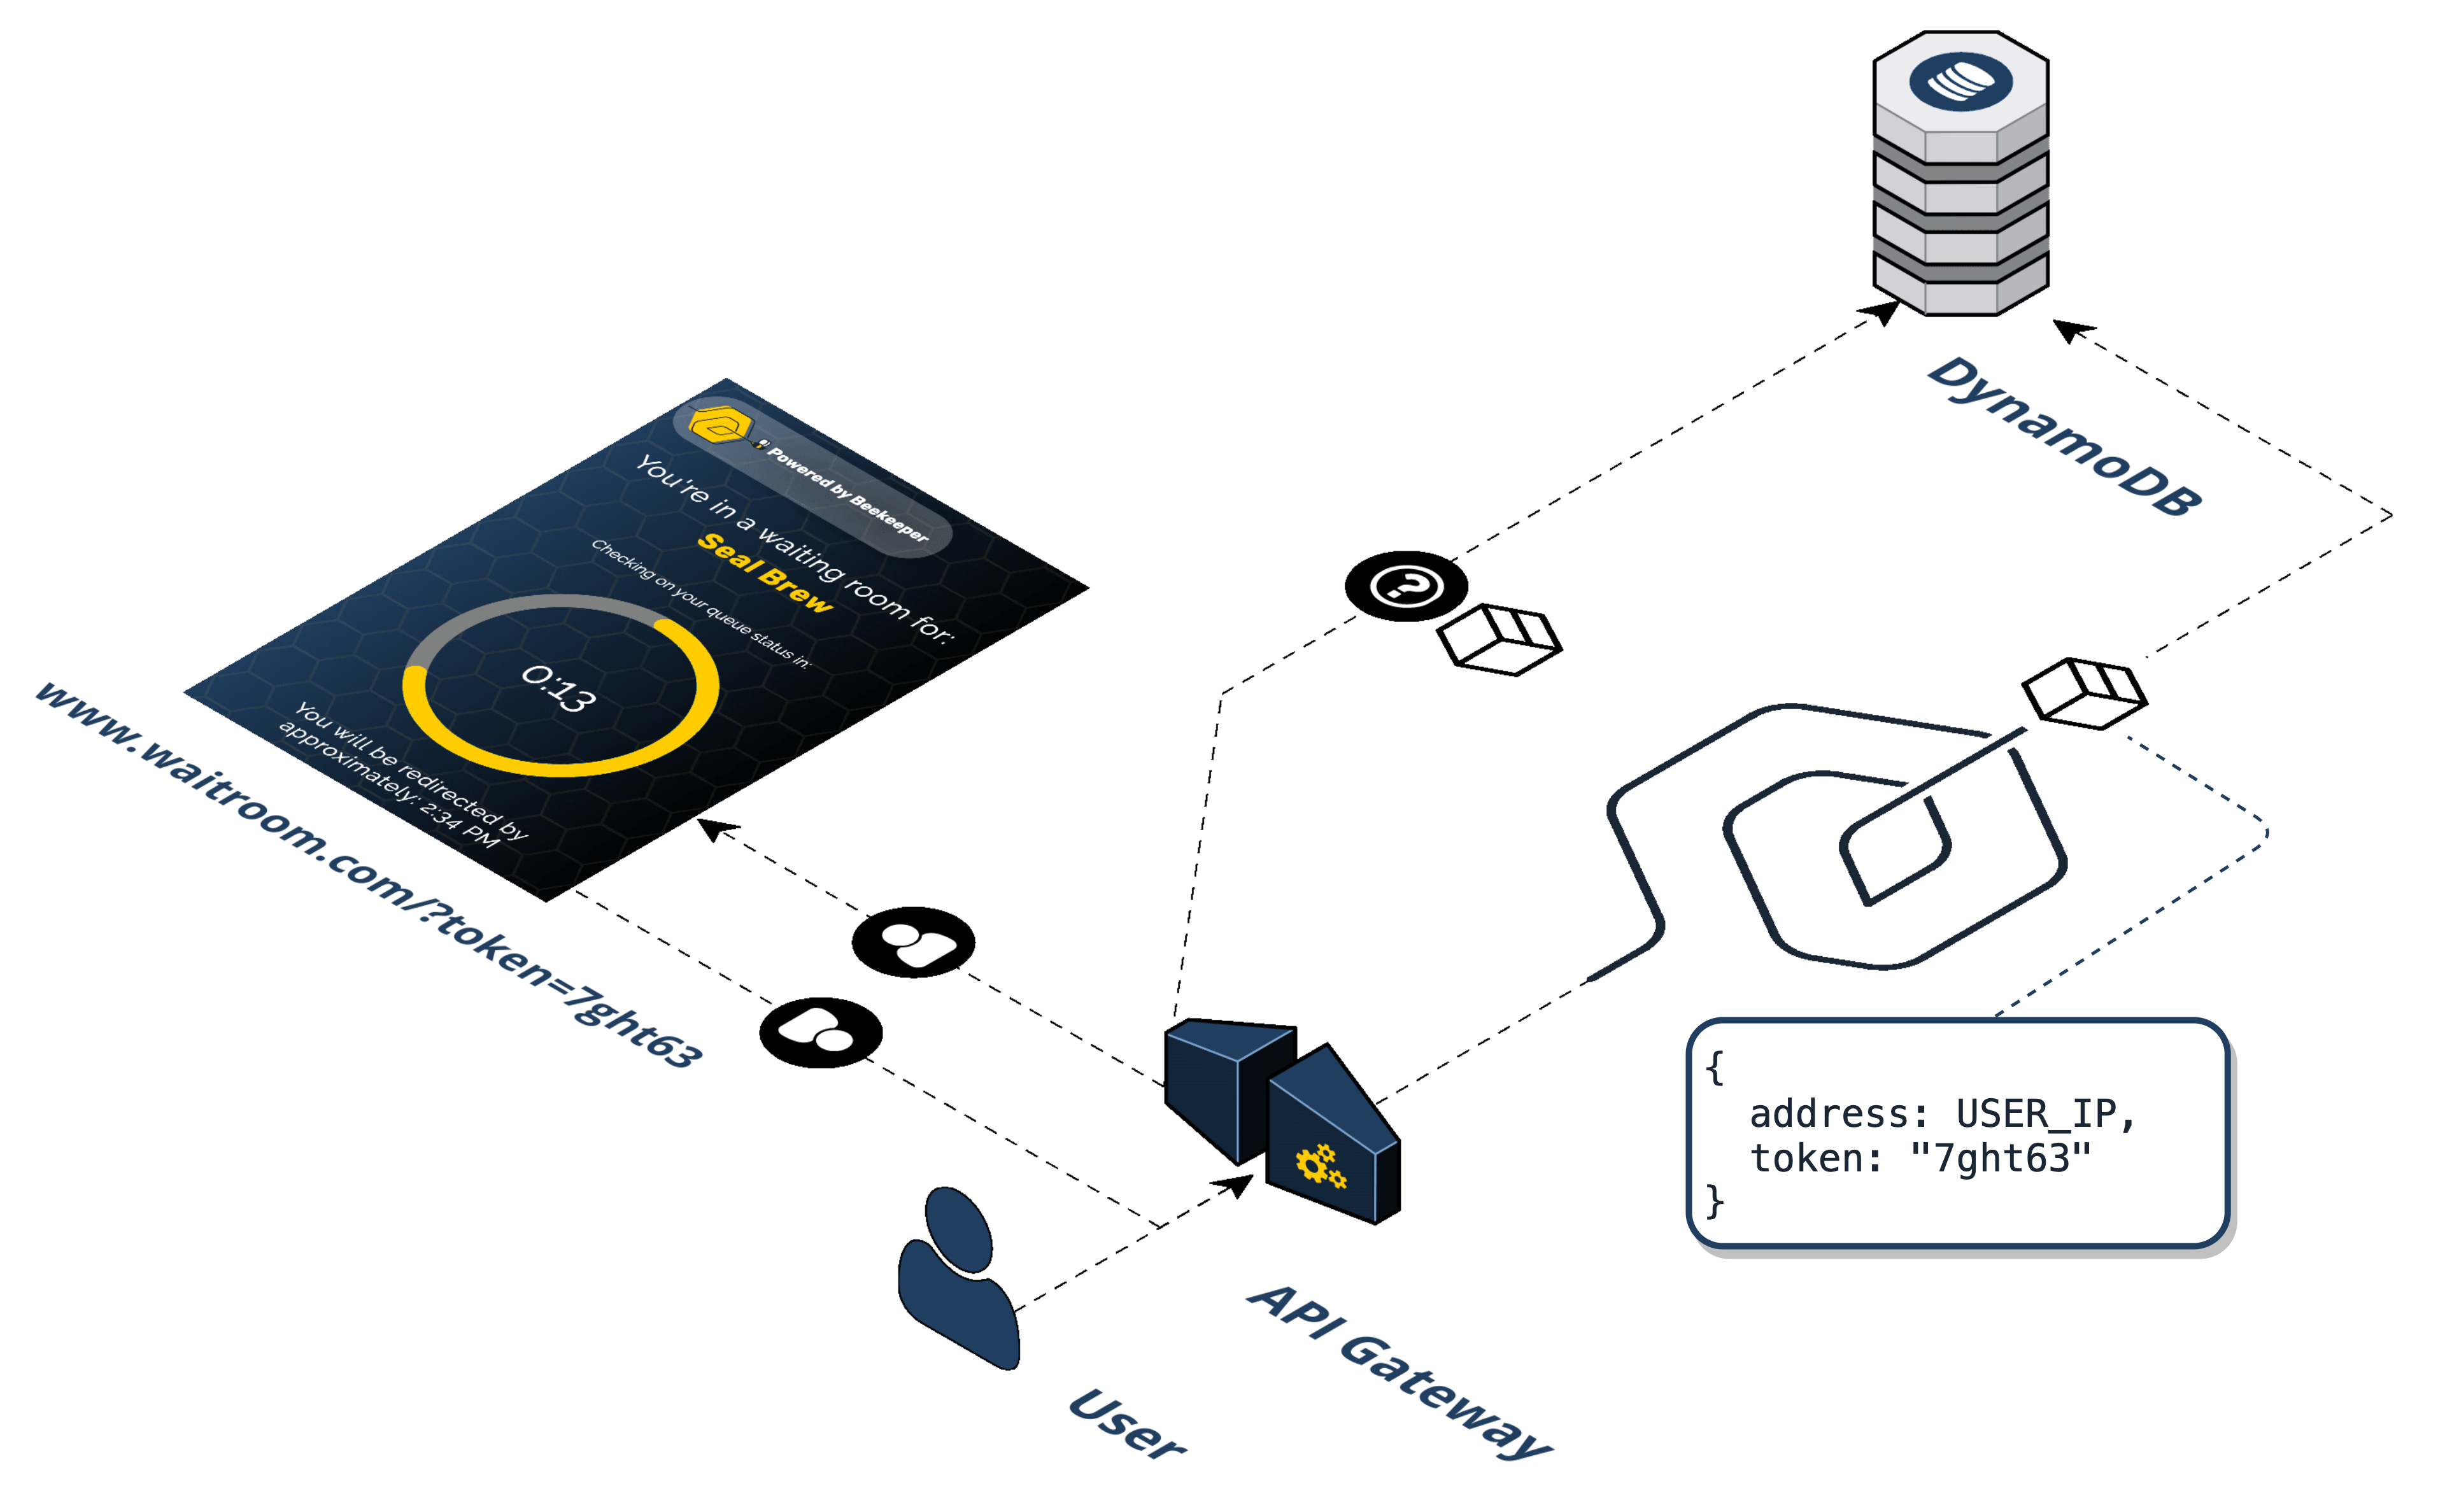 DynamoDB
Powered by Beekeeper
You're in a waiting room for:
Seal Brew
Checking on your queue status in:
0:13
You will be redirected by
approximately: 2:34 PM
www.waitroom.com/?token=7ght63
{
address: USER_IP,
token: "7ght63"
}
API Gateway
User